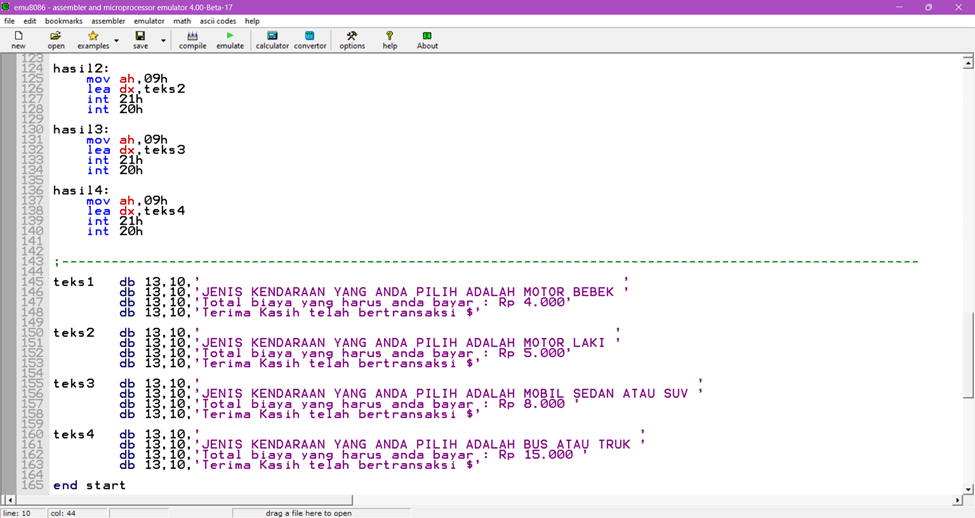 emu8086 - assembler and microprocessor emulator 4.00-Beta-17
file edit bookmarks assembler emulator math ascii codes help
new open examples save compile emulate calculator convertor options help About
123
124 hasil2:
125 mov ah,09h
126 lea dx,teks2
127 int 21h
128 int 20h
129
130 hasil3:
131 mov ah,09h
132 lea dx,teks3
133 int 21h
134 int 20h
135
136 hasil4:
137 mov ah,09h
138 lea dx,teks4
139 int 21h
140 int 20h
141
142
143 ;--------------------------------------------------------------------------------------------------------
144
145 teks1 db 13,10,' '
146 db 13,10,'JENIS KENDARAAN YANG ANDA PILIH ADALAH MOTOR BEBEK '
147 db 13,10,'Total biaya yang harus anda bayar : Rp 4.000'
148 db 13,10,'Terima Kasih telah bertransaksi $'
149
150 teks2 db 13,10,' '
151 db 13,10,'JENIS KENDARAAN YANG ANDA PILIH ADALAH MOTOR LAKI '
152 db 13,10,'Total biaya yang harus anda bayar : Rp 5.000'
153 db 13,10,'Terima Kasih telah bertransaksi $'
154
155 teks3 db 13,10,' '
156 db 13,10,'JENIS KENDARAAN YANG ANDA PILIH ADALAH MOBIL SEDAN ATAU SUV '
157 db 13,10,'Total biaya yang harus anda bayar : Rp 8.000 '
158 db 13,10,'Terima Kasih telah bertransaksi $'
159
160 teks4 db 13,10,' '
161 db 13,10,'JENIS KENDARAAN YANG ANDA PILIH ADALAH BUS ATAU TRUK '
162 db 13,10,'Total biaya yang harus anda bayar : Rp 15.000 '
163 db 13,10,'Terima Kasih telah bertransaksi $'
164
165 end start
line: 10 col: 44 drag a file here to open